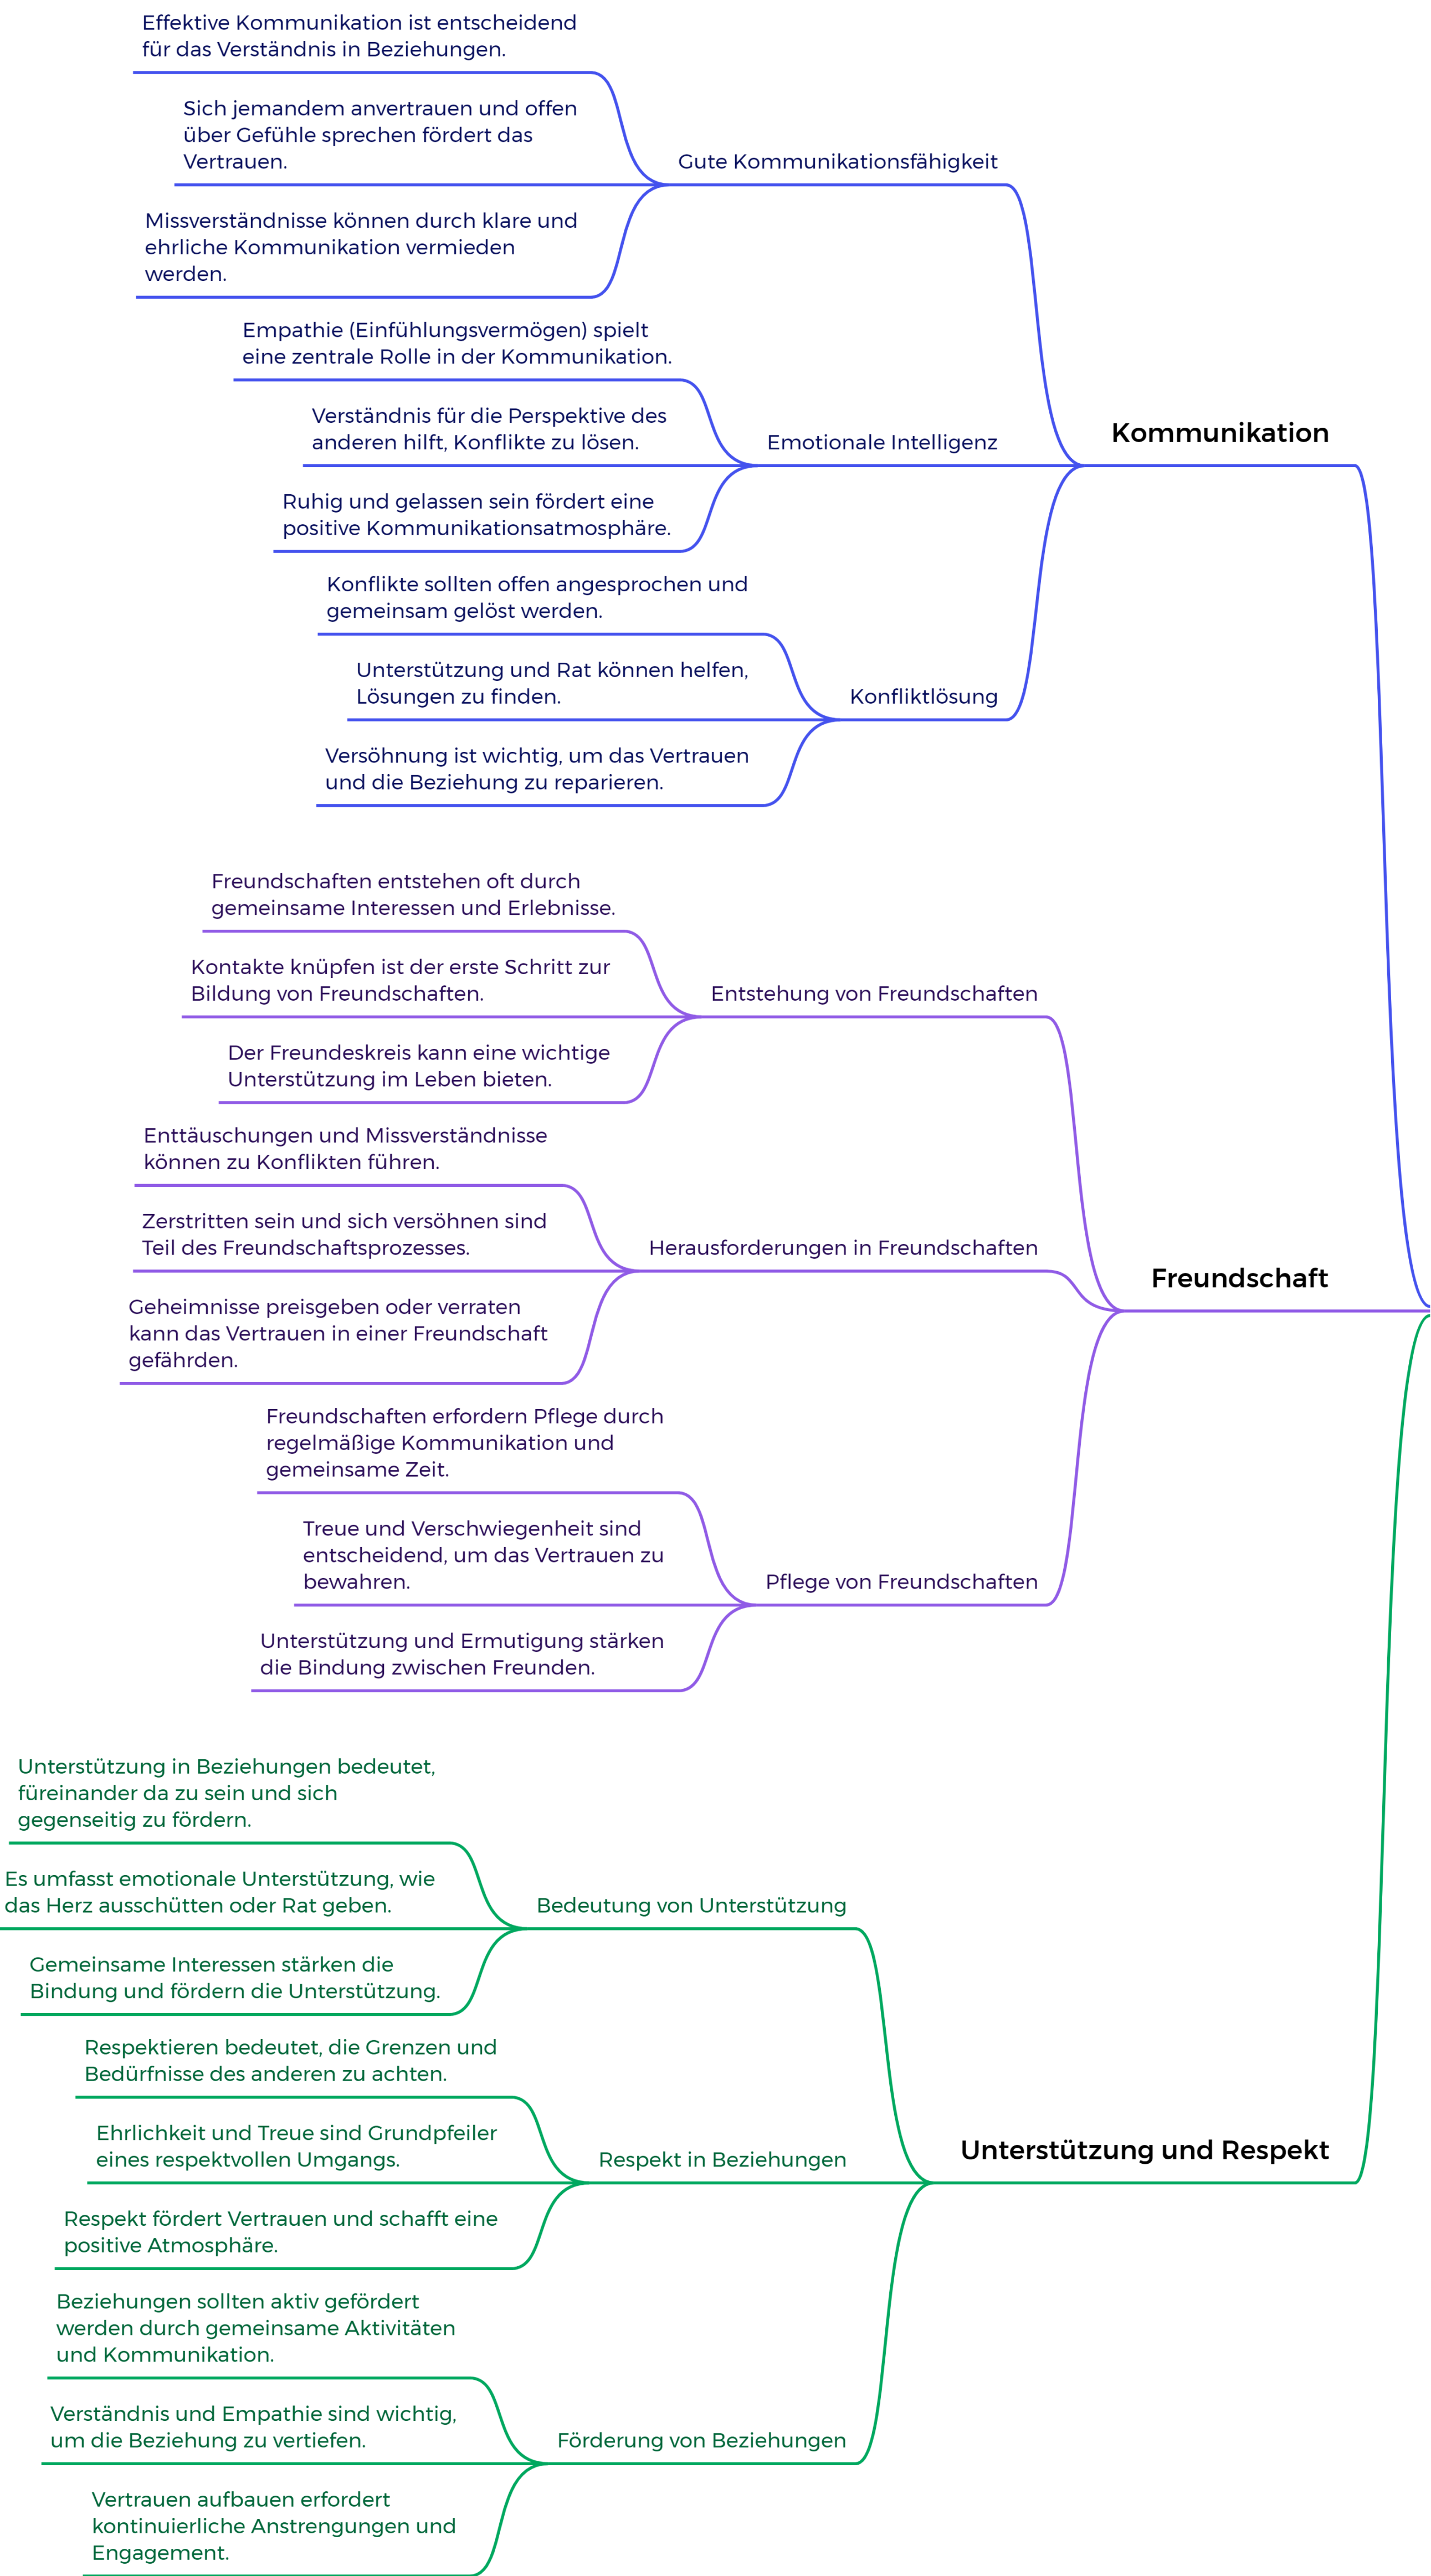 Effektive Kommunikation ist entscheidend
für das Verständnis in Beziehungen.
Sich jemandem anvertrauen und offen
über Gefühle sprechen fördert das
Vertrauen.
Gute Kommunikationsfähigkeit
Missverständnisse können durch klare und
ehrliche Kommunikation vermieden
werden.
Empathie (Einfühlungsvermögen) spielt
eine zentrale Rolle in der Kommunikation.
Verständnis für die Perspektive des
anderen hilft, Konflikte zu lösen.
Emotionale Intelligenz
Kommunikation
Ruhig und gelassen sein fördert eine
positive Kommunikationsatmosphäre.
Konflikte sollten offen angesprochen und
gemeinsam gelöst werden.
Unterstützung und Rat können helfen,
Lösungen zu finden.
Konfliktlösung
Versöhnung ist wichtig, um das Vertrauen
und die Beziehung zu reparieren.
Freundschaften entstehen oft durch
gemeinsame Interessen und Erlebnisse.
Kontakte knüpfen ist der erste Schritt zur
Bildung von Freundschaften.
Entstehung von Freundschaften
Der Freundeskreis kann eine wichtige
Unterstützung im Leben bieten.
Enttäuschungen und Missverständnisse
können zu Konflikten führen.
Zerstritten sein und sich versöhnen sind
Teil des Freundschaftsprozesses.
Herausforderungen in Freundschaften
Freundschaft
Geheimnisse preisgeben oder verraten
kann das Vertrauen in einer Freundschaft
gefährden.
Freundschaften erfordern Pflege durch
regelmäßige Kommunikation und
gemeinsame Zeit.
Treue und Verschwiegenheit sind
entscheidend, um das Vertrauen zu
bewahren.
Pflege von Freundschaften
Unterstützung und Ermutigung stärken
die Bindung zwischen Freunden.
Unterstützung in Beziehungen bedeutet,
füreinander da zu sein und sich
gegenseitig zu fördern.
Es umfasst emotionale Unterstützung, wie
das Herz ausschütten oder Rat geben.
Bedeutung von Unterstützung
Gemeinsame Interessen stärken die
Bindung und fördern die Unterstützung.
Respektieren bedeutet, die Grenzen und
Bedürfnisse des anderen zu achten.
Ehrlichkeit und Treue sind Grundpfeiler
eines respektvollen Umgangs.
Respekt in Beziehungen
Unterstützung und Respekt
Respekt fördert Vertrauen und schafft eine
positive Atmosphäre.
Beziehungen sollten aktiv gefördert
werden durch gemeinsame Aktivitäten
und Kommunikation.
Verständnis und Empathie sind wichtig,
um die Beziehung zu vertiefen.
Förderung von Beziehungen
Vertrauen aufbauen erfordert
kontinuierliche Anstrengungen und
Engagement.